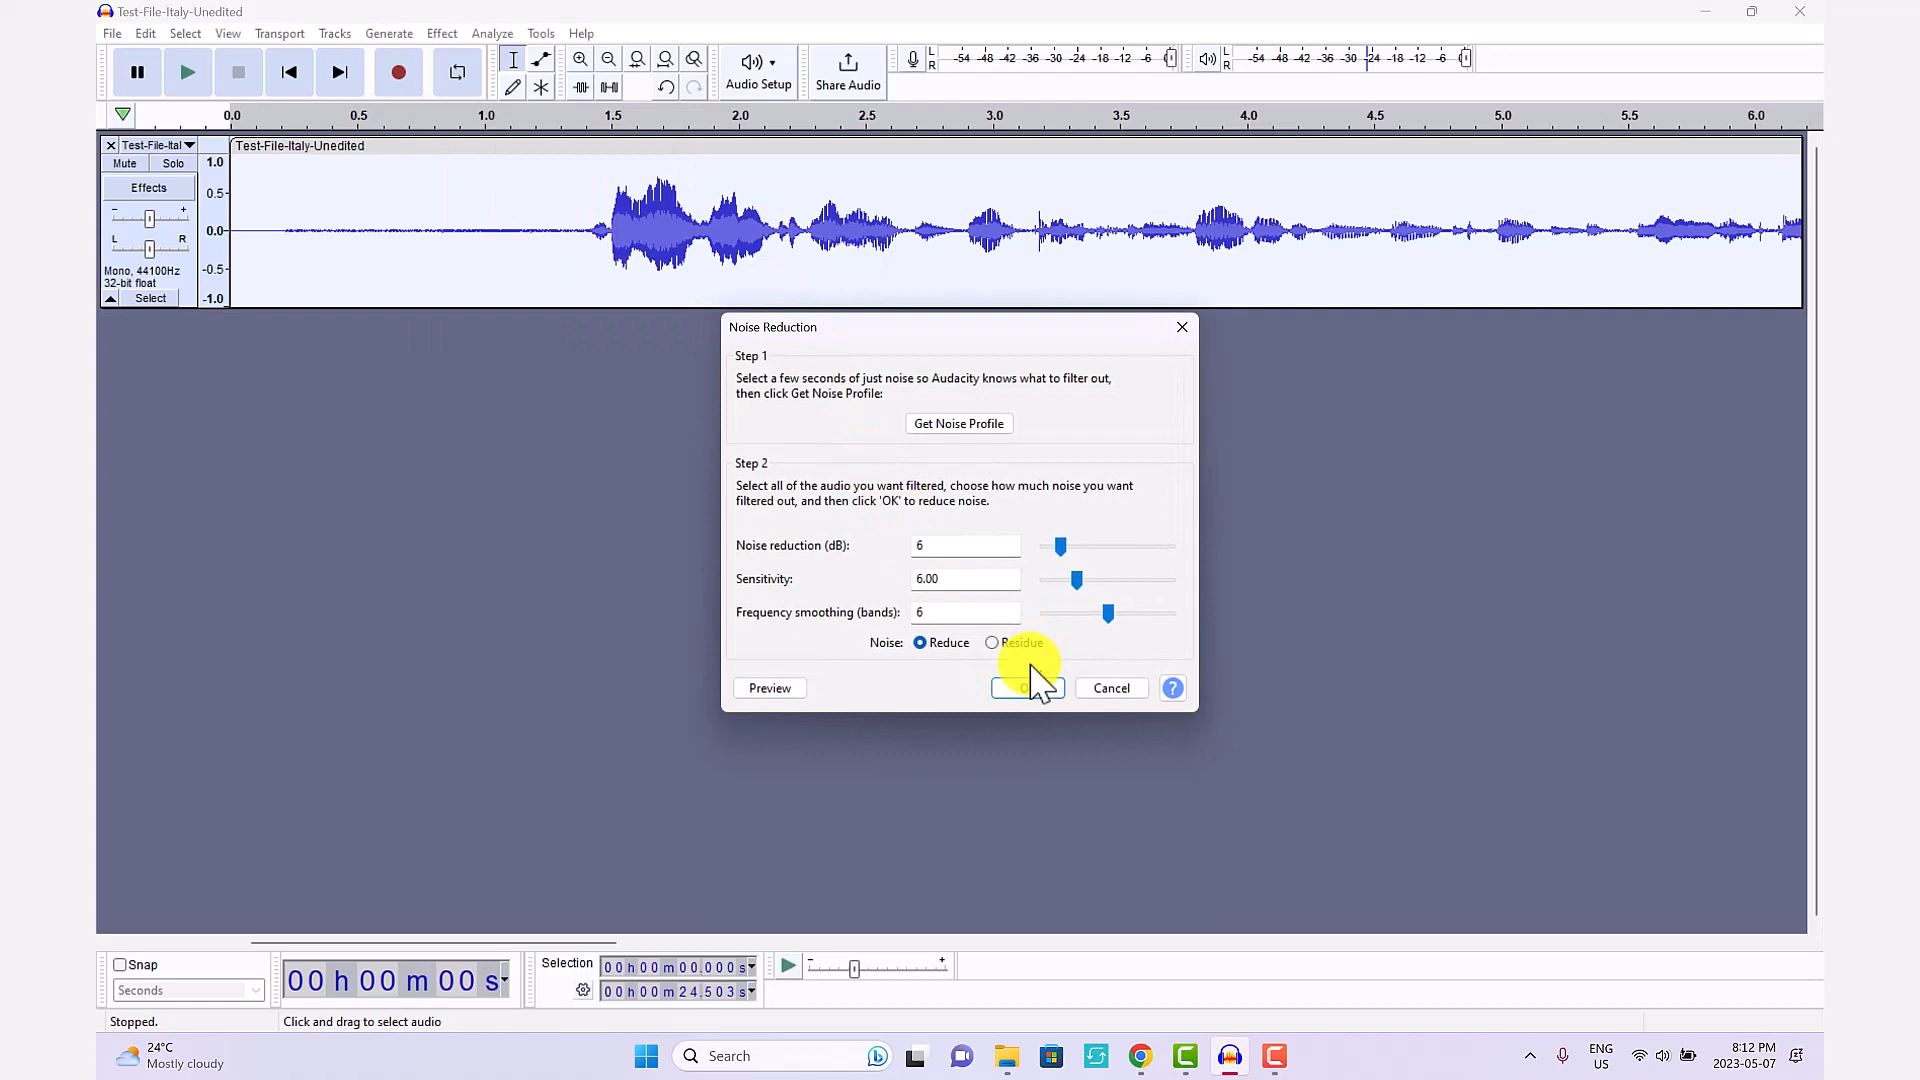 Test-File-Italy-Unedited
File Edit Select View Transport Tracks Generate Effect Analyze Tools Help
Audio Setup
Share Audio
L R -54 -48 -42 -36 -30 -24 -18 -12 -6
L R -54 -48 -42 -36 -30 -24 -18 -12 -6
0.0 0.5 1.0 1.5 2.0 2.5 3.0 3.5 4.0 4.5 5.0 5.5 6.0
Test-File-Ital
Test-File-Italy-Unedited
Mute Solo
Effects
- +
L R
Mono, 44100Hz
32-bit float
Select
1.0
0.5
0.0
-0.5
-1.0
Noise Reduction
Step 1
Select a few seconds of just noise so Audacity knows what to filter out,
then click Get Noise Profile:
Get Noise Profile
Step 2
Select all of the audio you want filtered, choose how much noise you want
filtered out, and then click 'OK' to reduce noise.
Noise reduction (dB): 6
Sensitivity: 6.00
Frequency smoothing (bands): 6
Noise: Reduce Residue
Preview Cancel ?
Snap
Seconds
00 h 00 m 00 s
Selection
00 h 00 m 00.000 s
00 h 00 m 24.503 s
- +
Stopped.
Click and drag to select audio
24°C
Mostly cloudy
Search
ENG
US
8:12 PM
2023-05-07